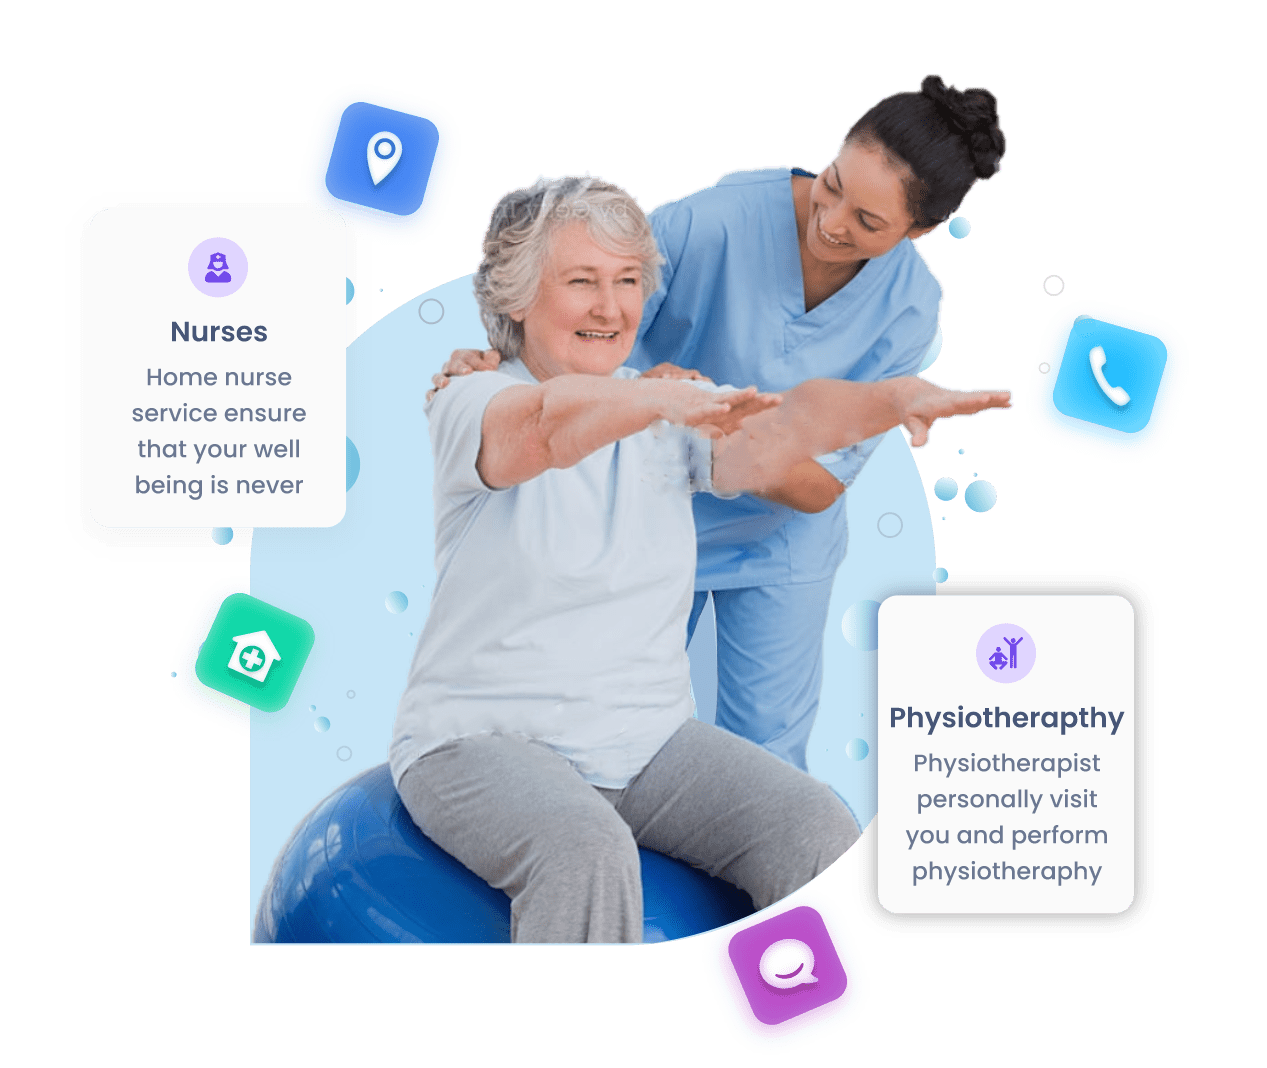 Nurses
Home nurse
service ensure
that your well
being is never
Physiotherapthy
Physiotherapist
personally visit
you and perform
physiotheraphy